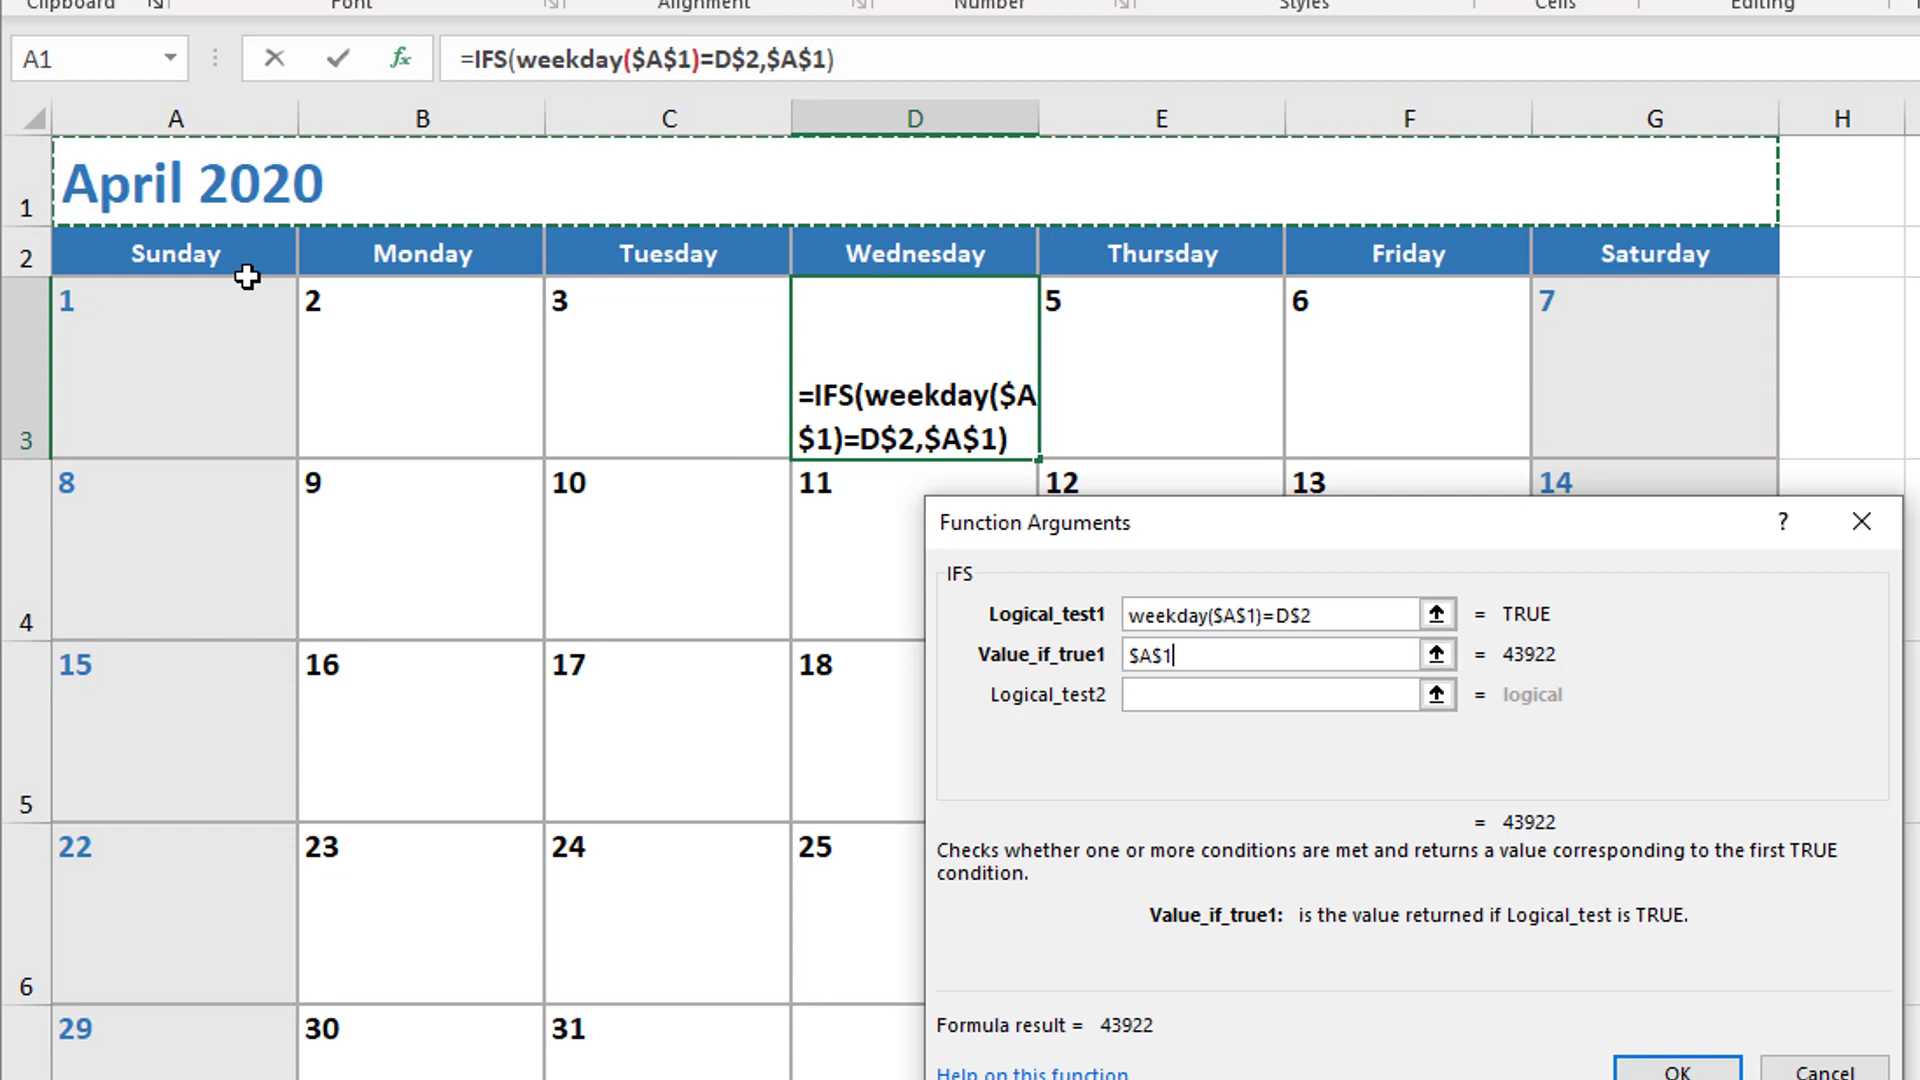 Clipboard Font Alignment Number Styles Cells Editing
A1 fx =IFS(weekday($A$1)=D$2,$A$1)
A B C D E F G H
1 April 2020
2 Sunday Monday Tuesday Wednesday Thursday Friday Saturday
1 2 3 5 6 7
=IFS(weekday($A
3 $1)=D$2,$A$1)
8 9 10 11 12 13 14
4
15 16 17 18
5
22 23 24 25
6
29 30 31
Function Arguments ?
IFS
Logical_test1 weekday($A$1)=D$2 = TRUE
Value_if_true1 $A$1 = 43922
Logical_test2 = logical
= 43922
Checks whether one or more conditions are met and returns a value corresponding to the first TRUE
condition.
Value_if_true1: is the value returned if Logical_test is TRUE.
Formula result = 43922
Help on this function OK Cancel